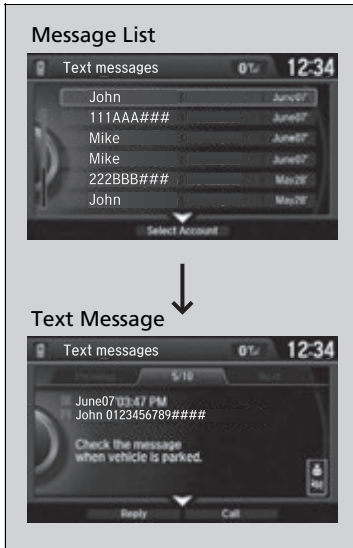 Message List
Text messages 12:34
John June07
111AAA### June07
Mike June07
Mike June07
222BBB### May28
John May28
Select Account
Text Message
Text messages 12:34
Previous 5/10 Next
June07 03:47 PM
John 0123456789####
Check the message
when vehicle is parked.
Reply Call